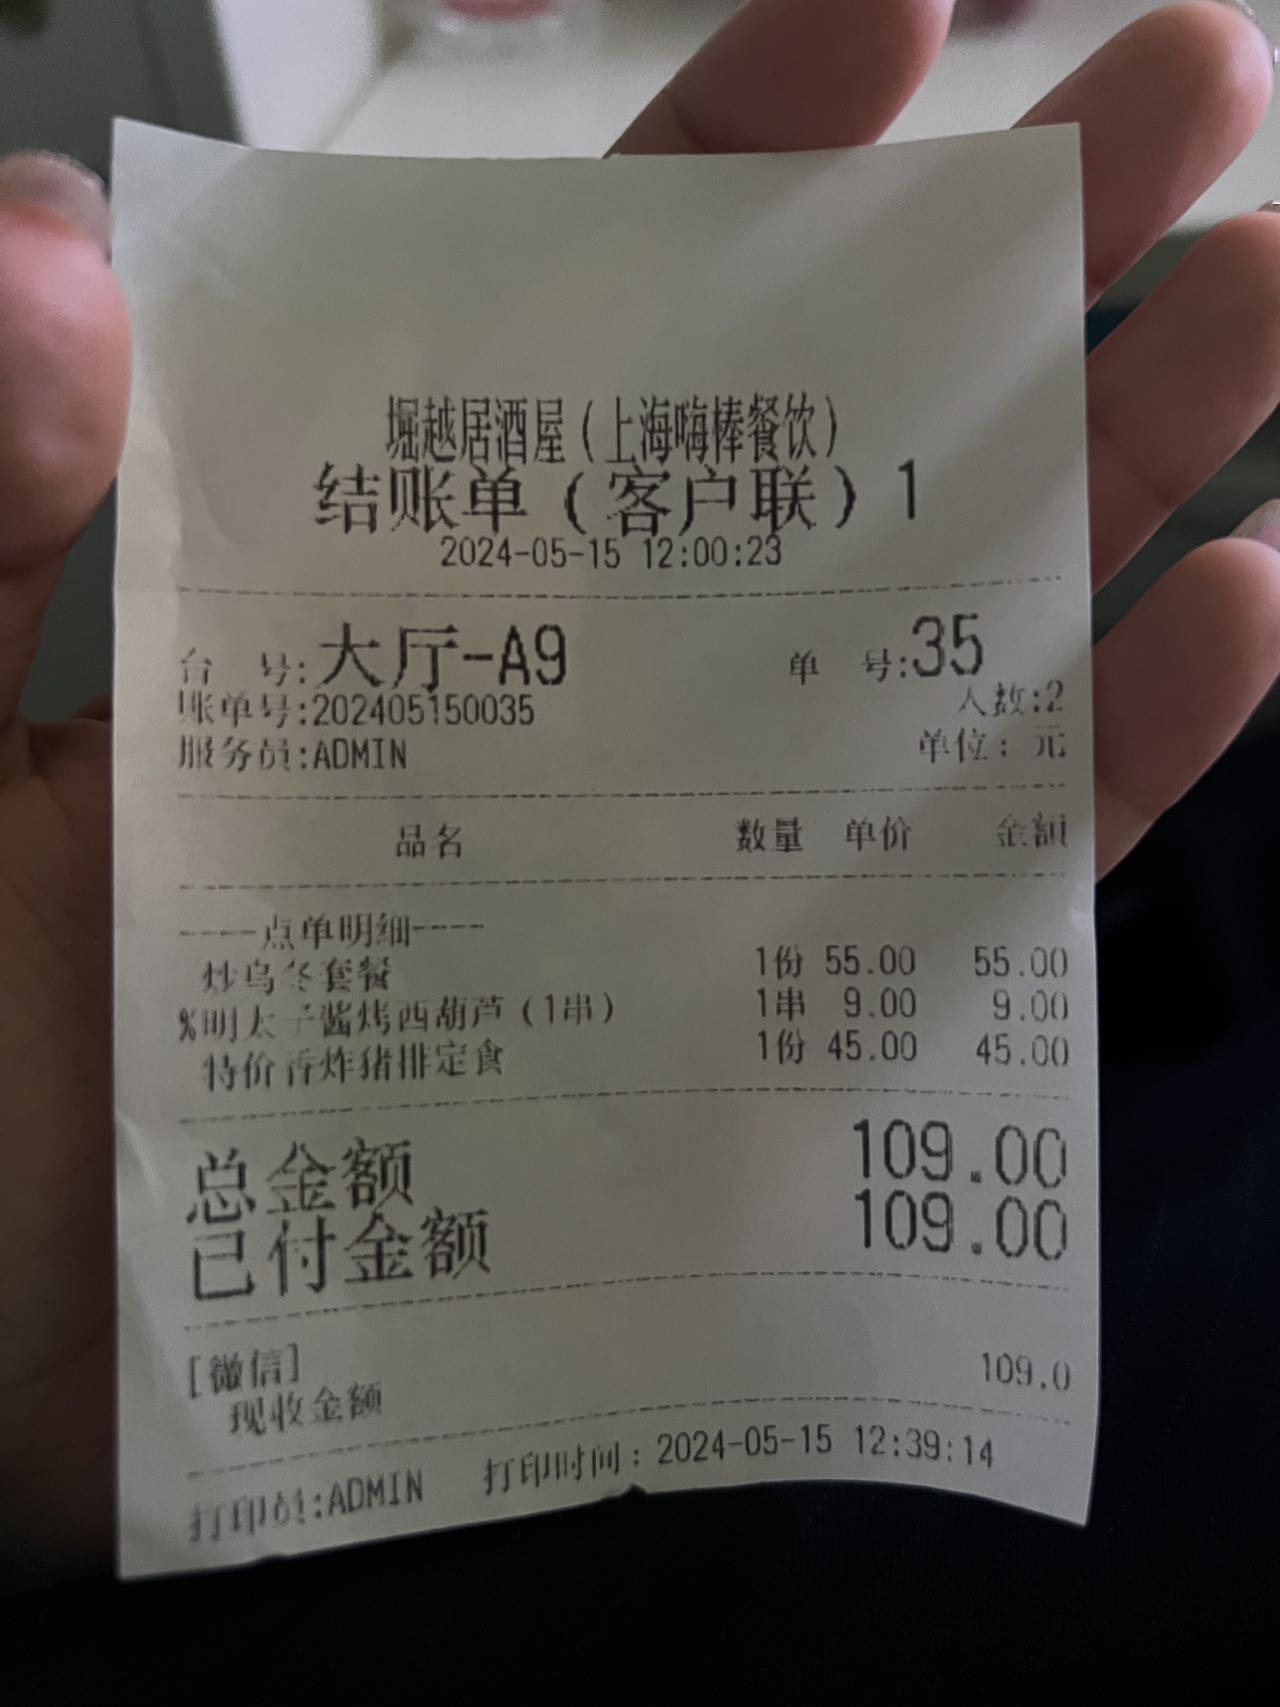 堀越居酒屋（上海嗨棒餐饮）
结账单（客户联）1
2024-05-15 12:00:23
台 号:大厅-A9 单 号:35
账单号:202405150035 人数:2
服务员:ADMIN 单位: 元
品名 数量 单价 金额
----点单明细----
炒乌冬套餐 1份 55.00 55.00
%明太子酱烤西葫芦（1串） 1串 9.00 9.00
特价香炸猪排定食 1份 45.00 45.00
总金额 109.00
已付金额 109.00
[微信] 109.0
现收金额
打印员:ADMIN 打印时间: 2024-05-15 12:39:14